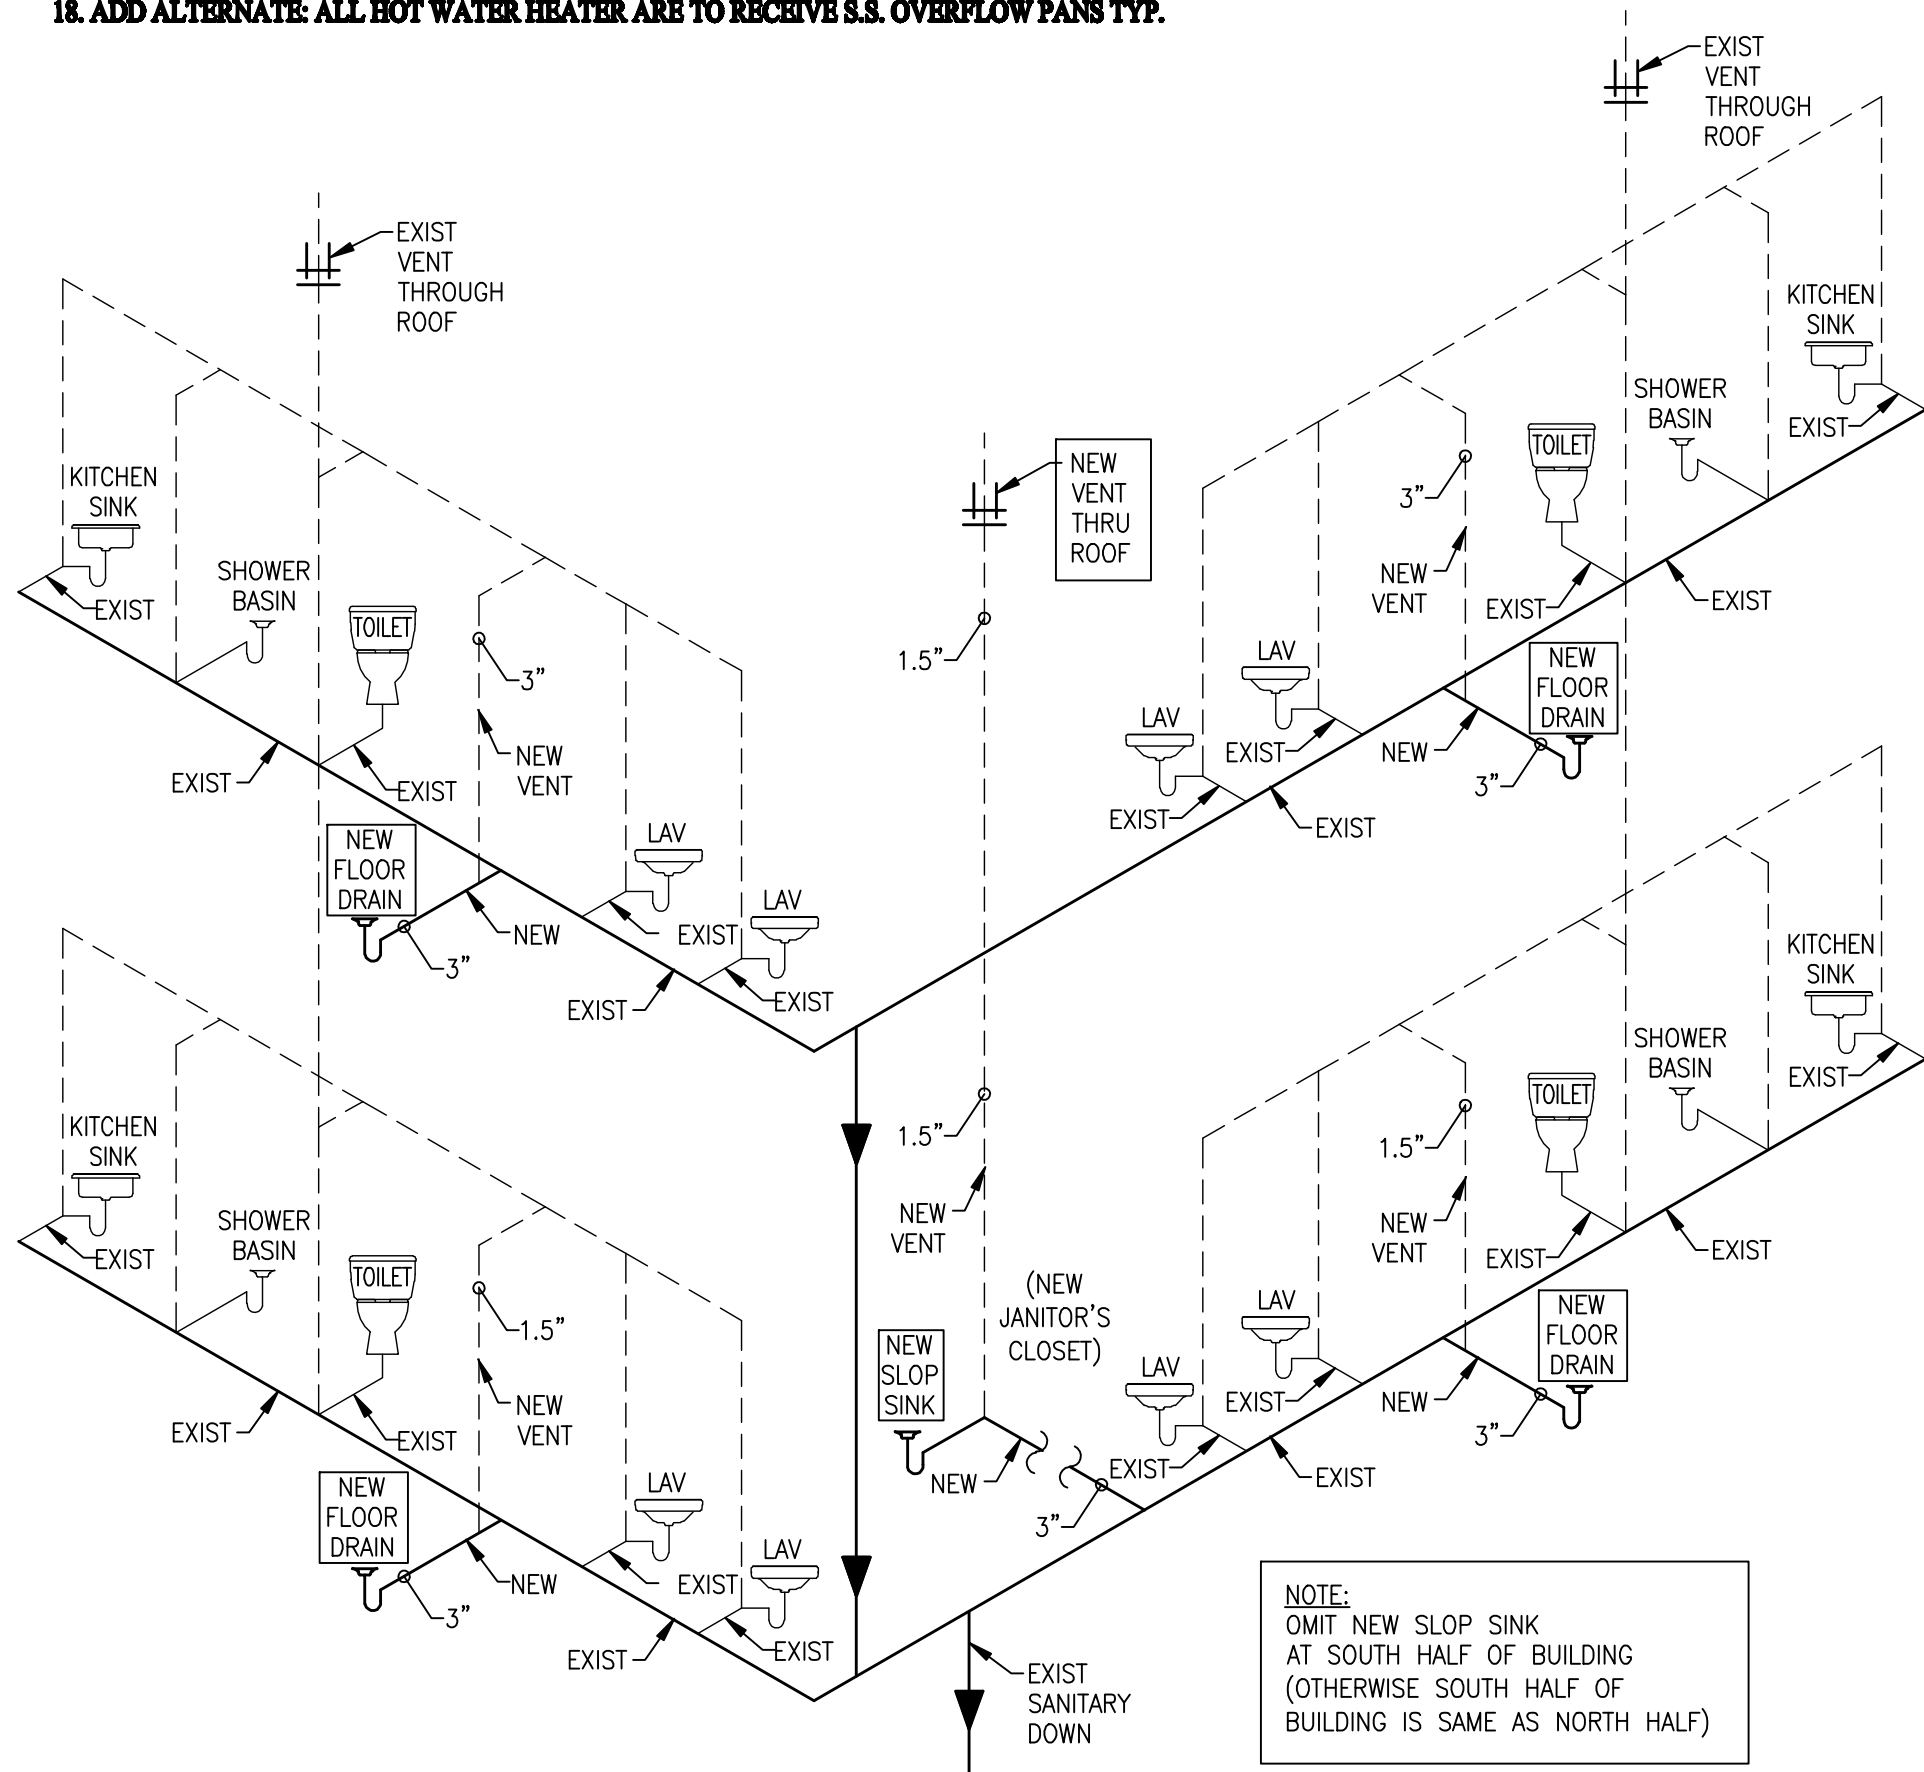 18. ADD ALTERNATE: ALL HOT WATER HEATER ARE TO RECEIVE S.S. OVERFLOW PANS TYP.
EXIST
VENT
THROUGH
ROOF
EXIST
VENT
THROUGH
ROOF
KITCHEN
SINK
EXIST
SHOWER
BASIN
TOILET
EXIST
EXIST
3"
NEW
VENT
NEW
FLOOR
DRAIN
NEW
3"
LAV
EXIST
LAV
EXIST
EXIST
NEW
VENT
THRU
ROOF
1.5"
KITCHEN
SINK
EXIST
SHOWER
BASIN
TOILET
EXIST
EXIST
3"
NEW
VENT
NEW
FLOOR
DRAIN
NEW
3"
LAV
EXIST
LAV
EXIST
EXIST
KITCHEN
SINK
EXIST
SHOWER
BASIN
TOILET
EXIST
EXIST
1.5"
NEW
VENT
NEW
FLOOR
DRAIN
NEW
3"
LAV
EXIST
LAV
EXIST
EXIST
1.5"
NEW
VENT
(NEW
JANITOR'S
CLOSET)
NEW
SLOP
SINK
NEW
3"
KITCHEN
SINK
EXIST
SHOWER
BASIN
TOILET
EXIST
EXIST
1.5"
NEW
VENT
NEW
FLOOR
DRAIN
NEW
3"
LAV
EXIST
LAV
EXIST
EXIST
EXIST
SANITARY
DOWN
NOTE:
OMIT NEW SLOP SINK
AT SOUTH HALF OF BUILDING
(OTHERWISE SOUTH HALF OF
BUILDING IS SAME AS NORTH HALF)